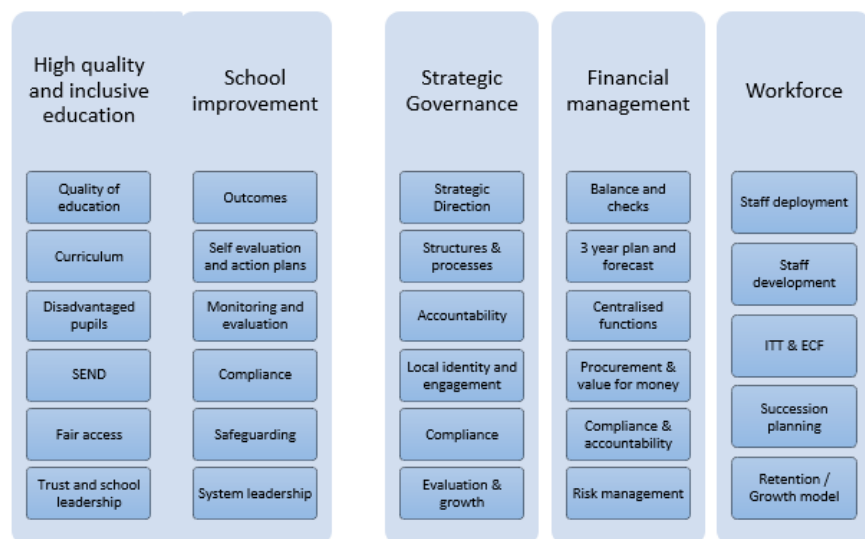 High quality
and inclusive
education
Quality of
education
Curriculum
Disadvantaged
pupils
SEND
Fair access
Trust and school
leadership
School
improvement
Outcomes
Self evaluation
and action plans
Monitoring and
evaluation
Compliance
Safeguarding
System leadership
Strategic
Governance
Strategic
Direction
Structures &
processes
Accountability
Local identity and
engagement
Compliance
Evaluation &
growth
Financial
management
Balance and
checks
3 year plan and
forecast
Centralised
functions
Procurement &
value for money
Compliance &
accountability
Risk management
Workforce
Staff deployment
Staff
development
ITT & ECF
Succession
planning
Retention /
Growth model